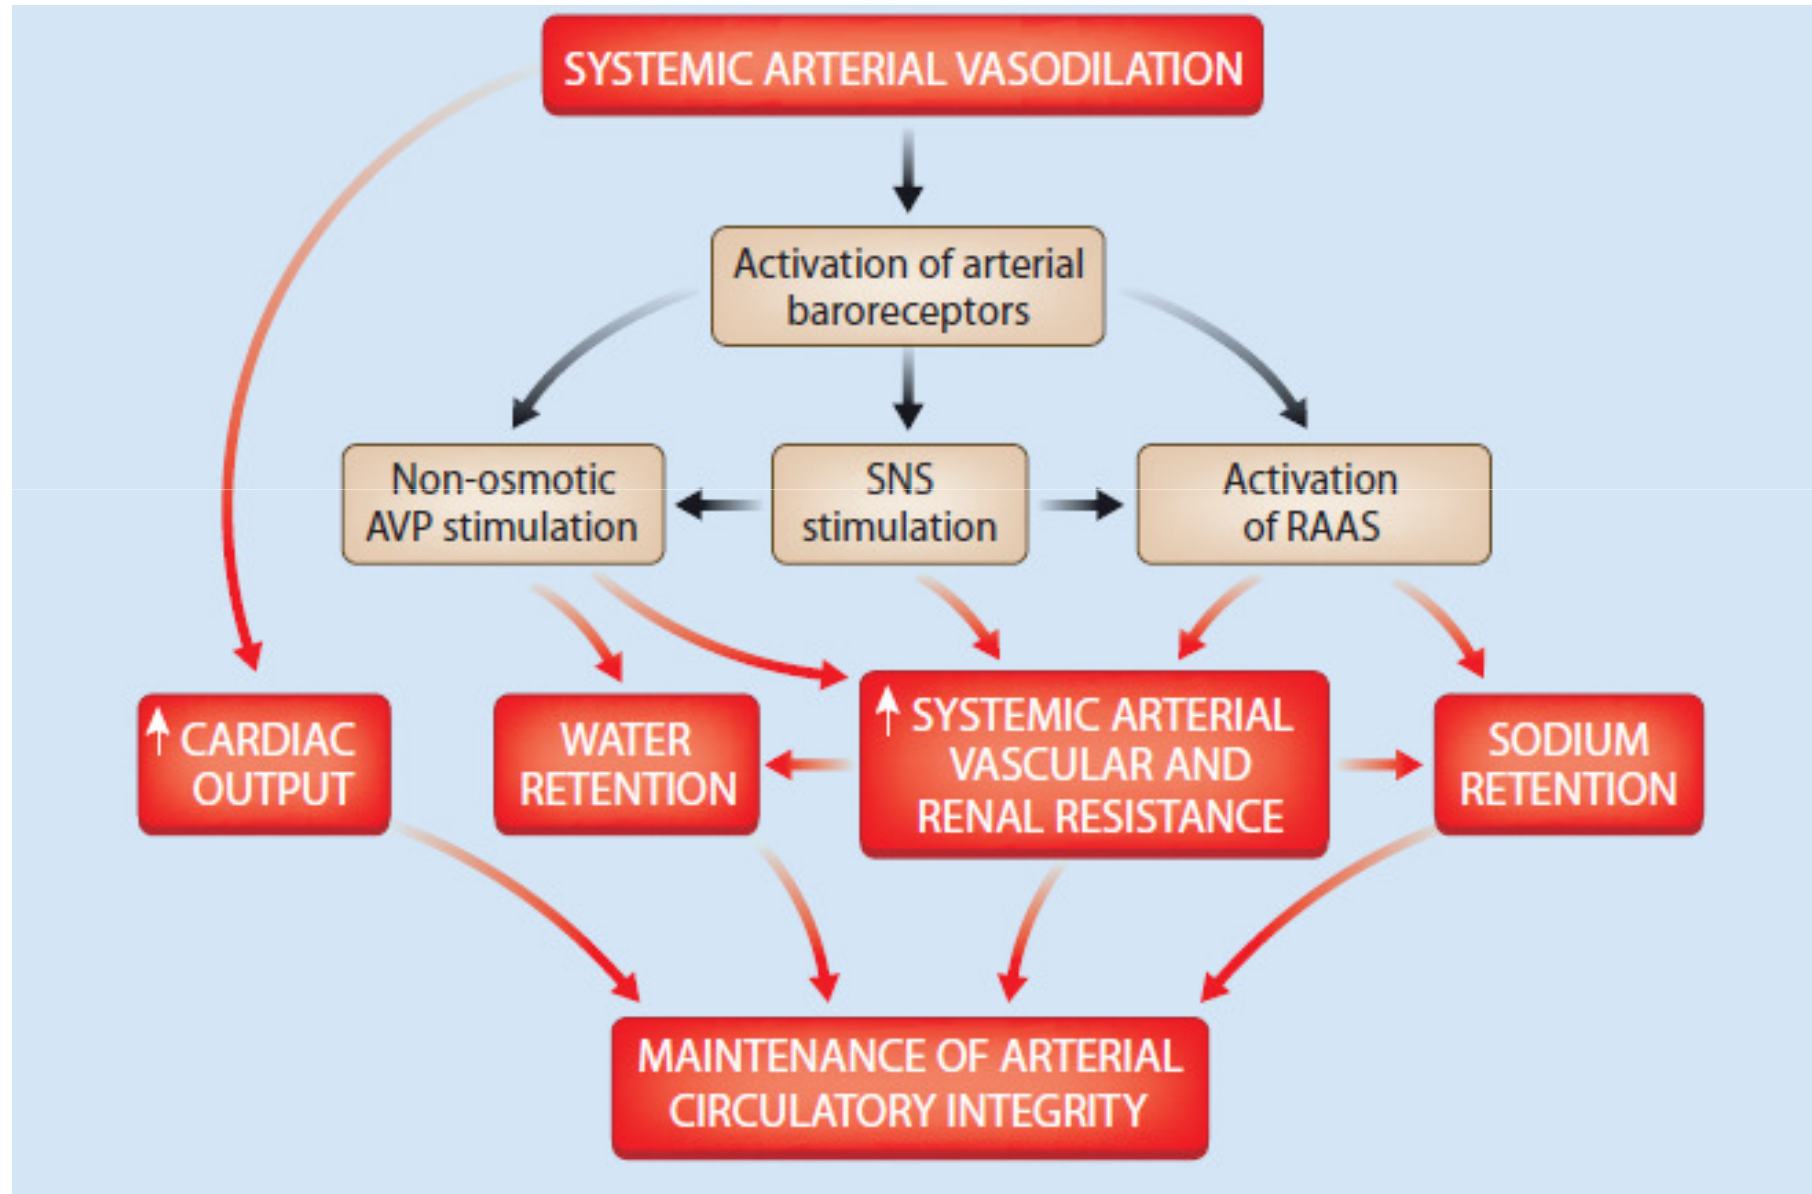 SYSTEMIC ARTERIAL VASODILATION
Activation of arterial
baroreceptors
Non-osmotic
AVP stimulation
SNS
stimulation
Activation
of RAAS
CARDIAC
OUTPUT
WATER
RETENTION
SYSTEMIC ARTERIAL
VASCULAR AND
RENAL RESISTANCE
SODIUM
RETENTION
MAINTENANCE OF ARTERIAL
CIRCULATORY INTEGRITY